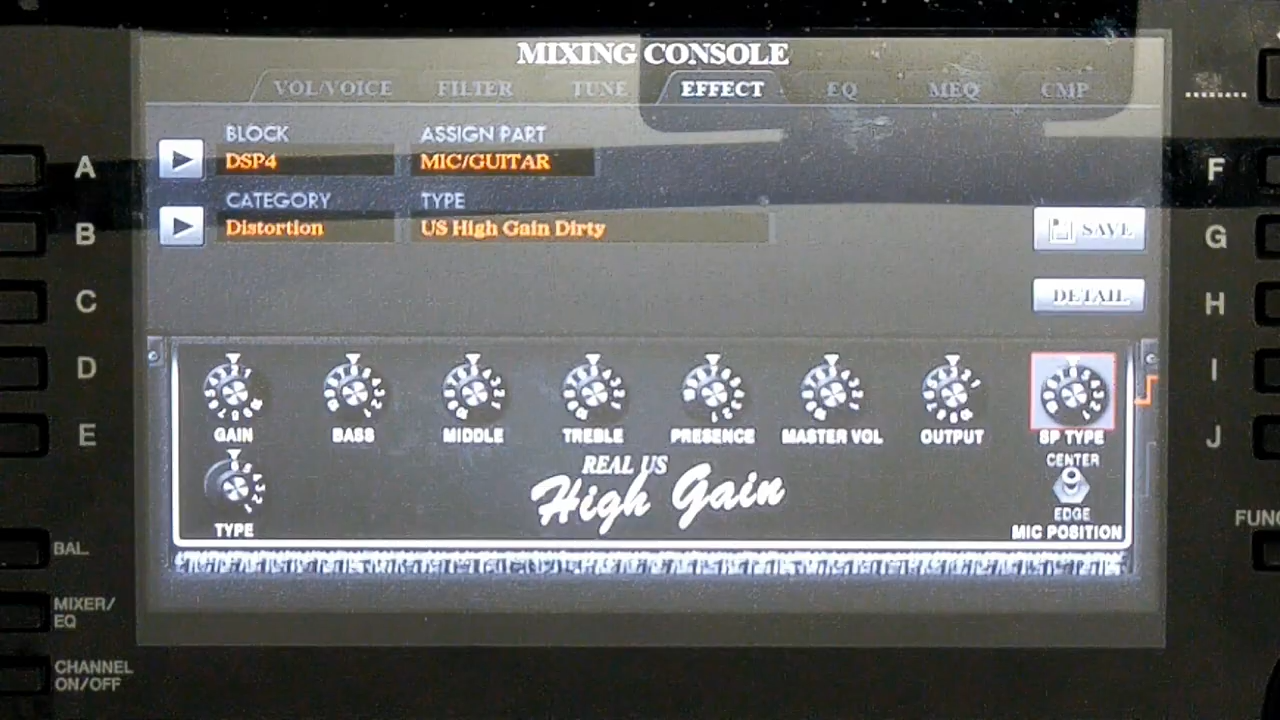 MIXING CONSOLE
VOL/VOICE FILTER TUNE EFFECT EQ MEQ CMP
BLOCK ASSIGN PART
DSP4 MIC/GUITAR
CATEGORY TYPE
Distortion US High Gain Dirty
SAVE
DETAIL
A
B
C
D
E
F
G
H
I
J
GAIN BASS MIDDLE TREBLE PRESENCE MASTER VOL OUTPUT SP TYPE
REAL US
High Gain
TYPE
CENTER
EDGE
MIC POSITION
BAL.
MIXER/
EQ
CHANNEL
ON/OFF
FUNC